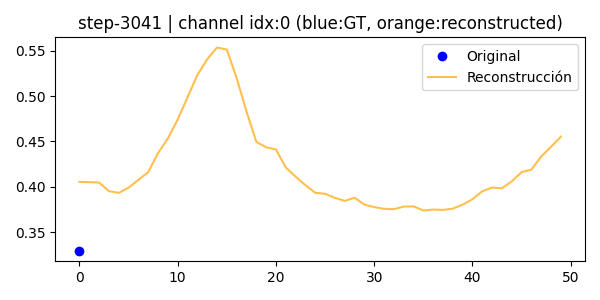 step-3041 | channel idx:0 (blue:GT, orange:reconstructed)
Original
Reconstrucción
0.55
0.50
0.45
0.40
0.35
0 10 20 30 40 50